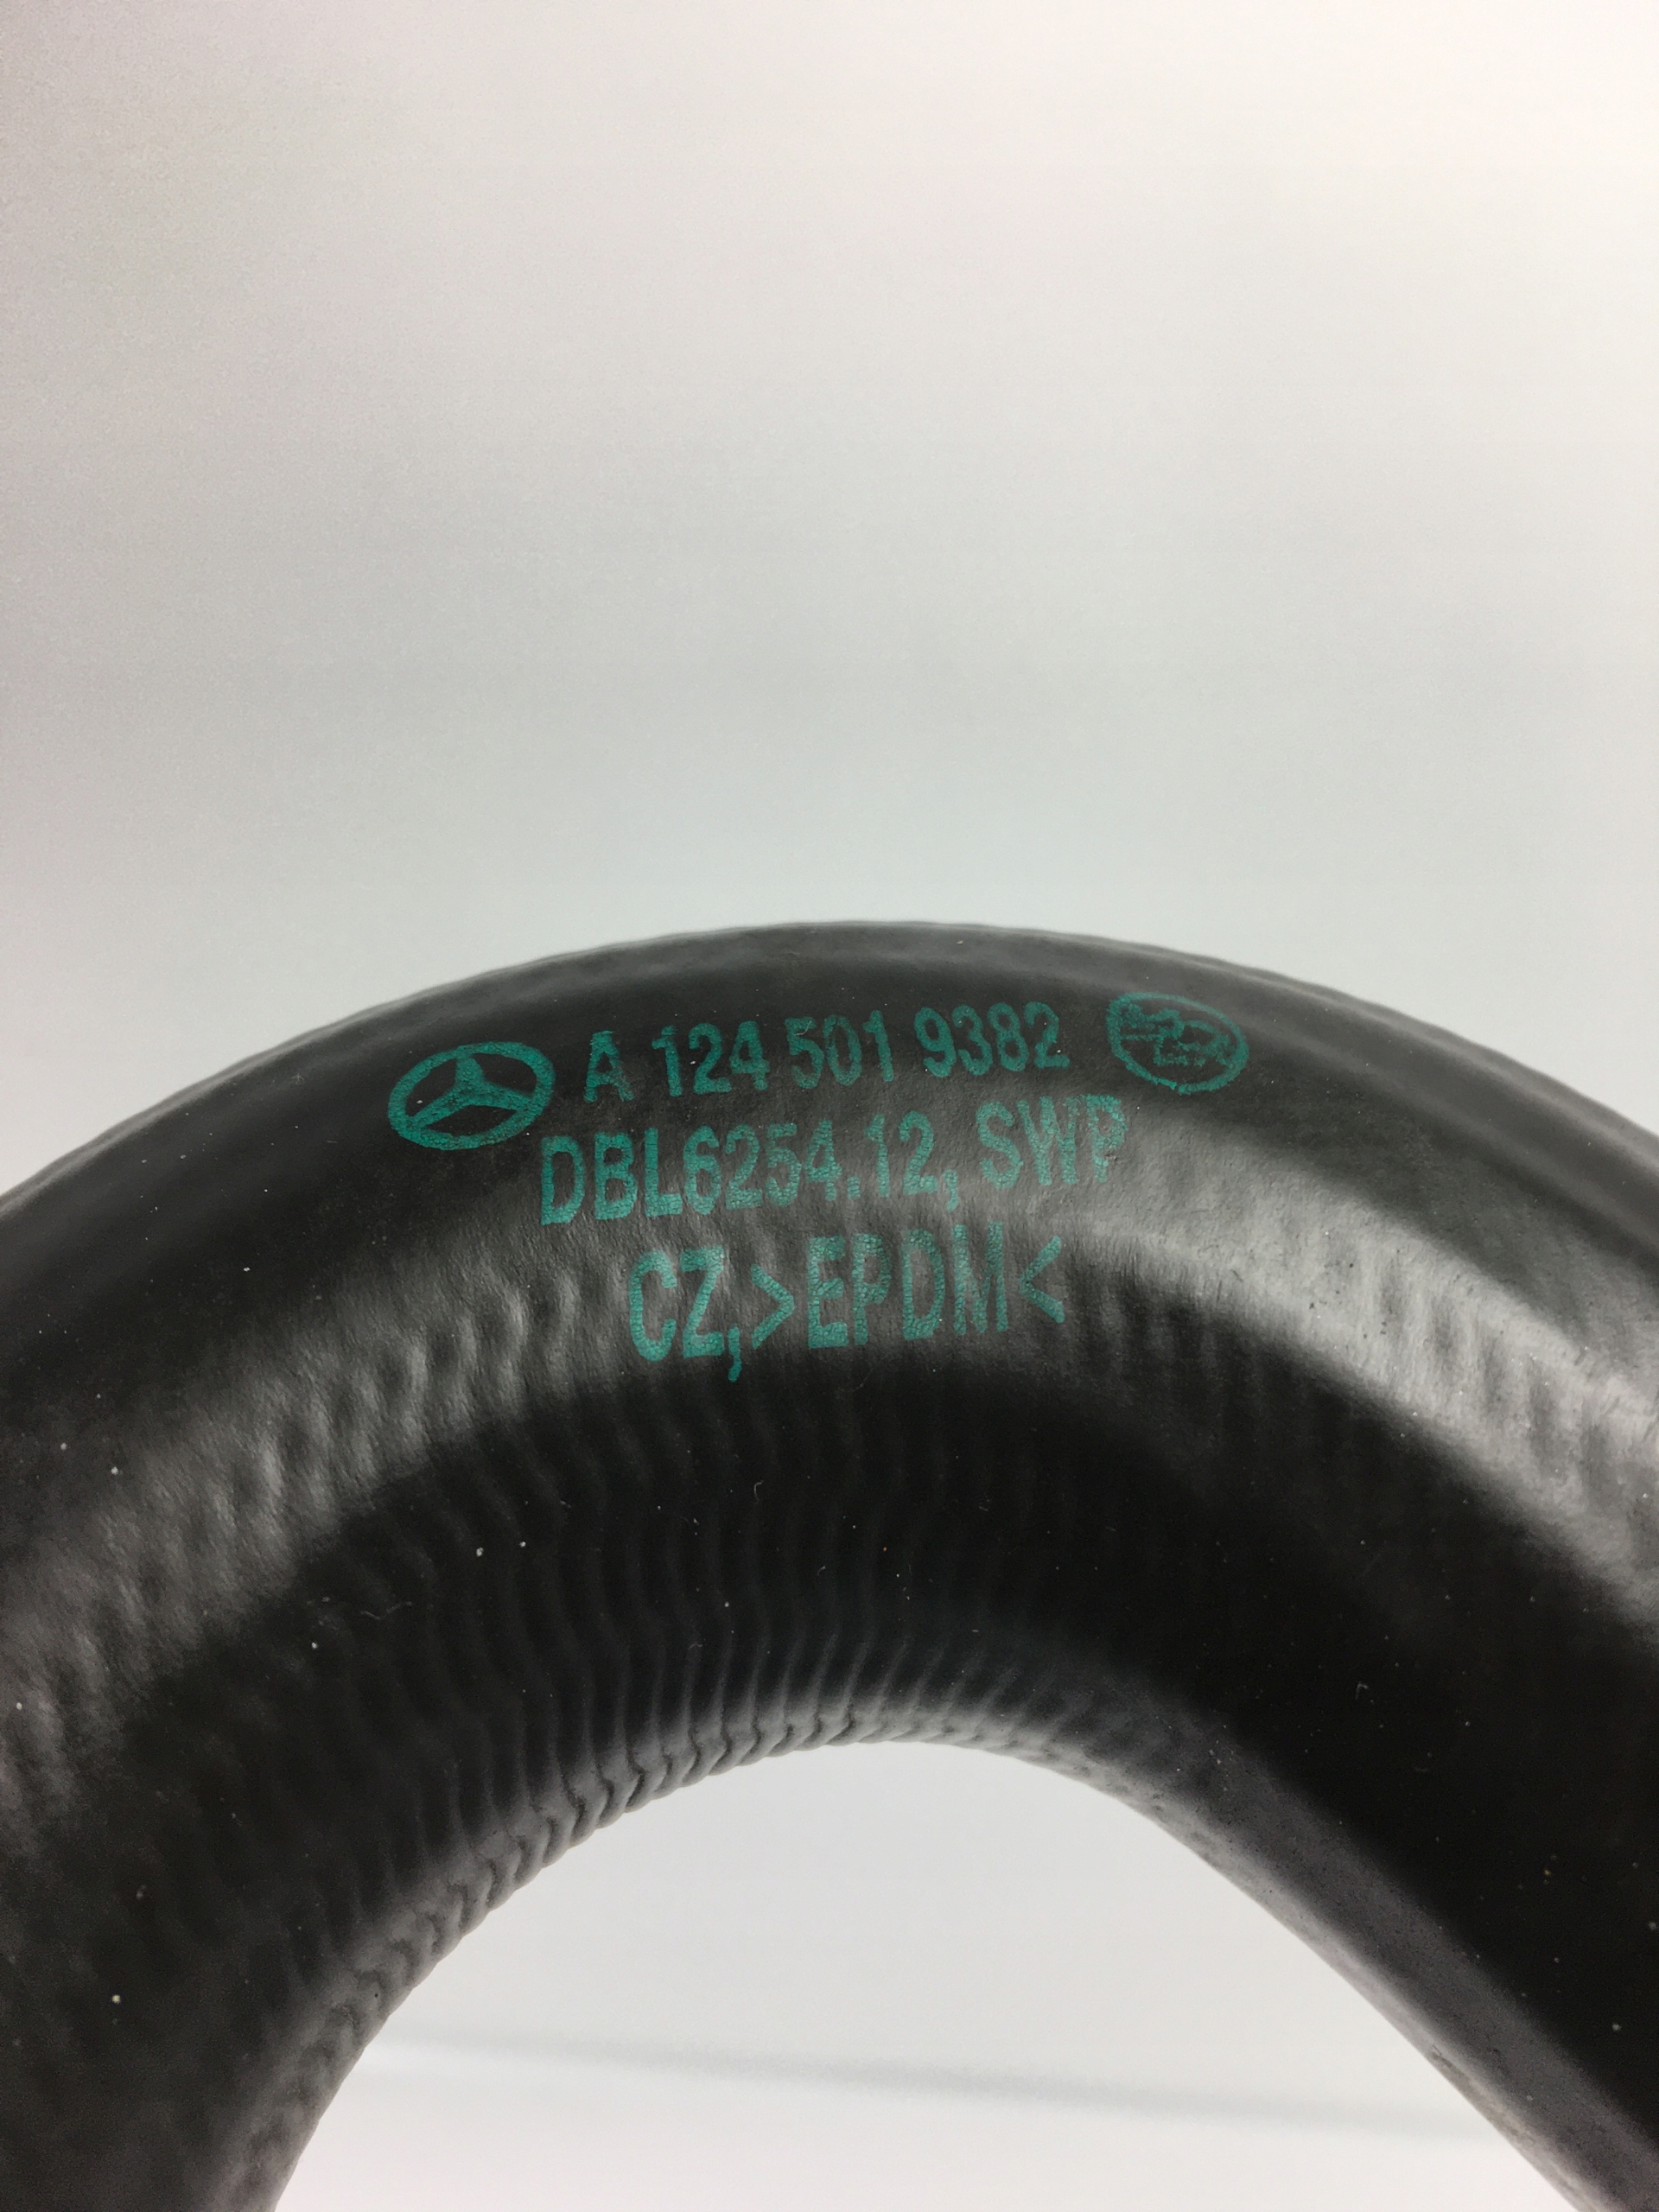 A 124 501 9382
DBL6254.12, SWP
CZ,>EPDM<